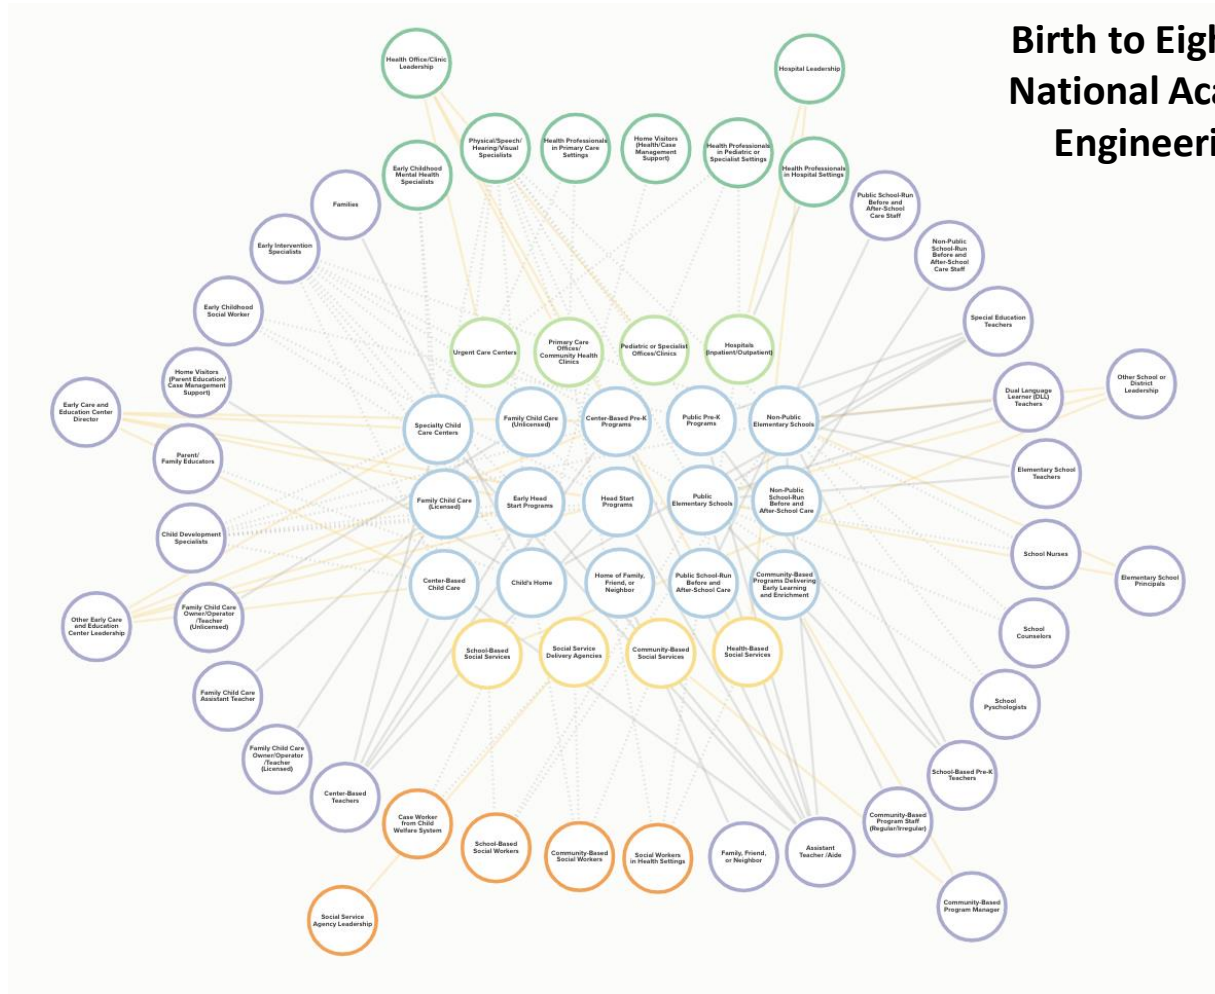 Birth to Eigh
National Aca
Engineeri
Health Office/Clinic
Leadership
Hospital Leadership
Physical/Speech/
Hearing/Visual
Specialists
Health Professionals
in Primary Care
Settings
Home Visitors
(Health/Case
Management
Support)
Health Professionals
in Pediatric or
Specialist Settings
Early Childhood
Mental Health
Specialists
Health Professionals
in Hospital Settings
Families
Public School-Run
Before and
After-School
Care Staff
Early Intervention
Specialists
Non-Public
School-Run
Before and
After-School
Care Staff
Early Childhood
Social Worker
Special Education
Teachers
Urgent Care Centers
Primary Care
Offices/
Community Health
Clinics
Pediatric or Specialist
Offices/Clinics
Hospitals
(Inpatient/Outpatient)
Home Visitors
(Parent Education/
Case Management
Support)
Dual Language
Learner (DLL)
Teachers
Other School or
District
Leadership
Early Care and
Education Center
Director
Specialty Child
Care Centers
Family Child Care
(Unlicensed)
Center-Based Pre-K
Programs
Public Pre-K
Programs
Non-Public
Elementary Schools
Parent/
Family Educators
Elementary School
Teachers
Family Child Care
(Licensed)
Early Head
Start Programs
Head Start
Programs
Public
Elementary Schools
Non-Public
School-Run
Before and
After-School Care
Child Development
Specialists
School Nurses
Elementary School
Principals
Center-Based
Child Care
Child's Home
Home of Family,
Friend, or
Neighbor
Public School-Run
Before and
After-School Care
Community-Based
Programs Delivering
Early Learning
and Enrichment
Other Early Care
and Education
Center Leadership
Family Child Care
Owner/Operator
/Teacher
(Unlicensed)
School
Counselors
School-Based
Social Services
Social Service
Delivery Agencies
Community-Based
Social Services
Health-Based
Social Services
Family Child Care
Assistant Teacher
School
Pyschologists
Family Child Care
Owner/Operator
/Teacher
(Licensed)
School-Based Pre-K
Teachers
Center-Based
Teachers
Case Worker
from Child
Welfare System
School-Based
Social Workers
Community-Based
Social Workers
Social Workers
in Health Settings
Family, Friend,
or Neighbor
Assistant
Teacher /Aide
Community-Based
Program Staff
(Regular/Irregular)
Social Service
Agency Leadership
Community-Based
Program Manager